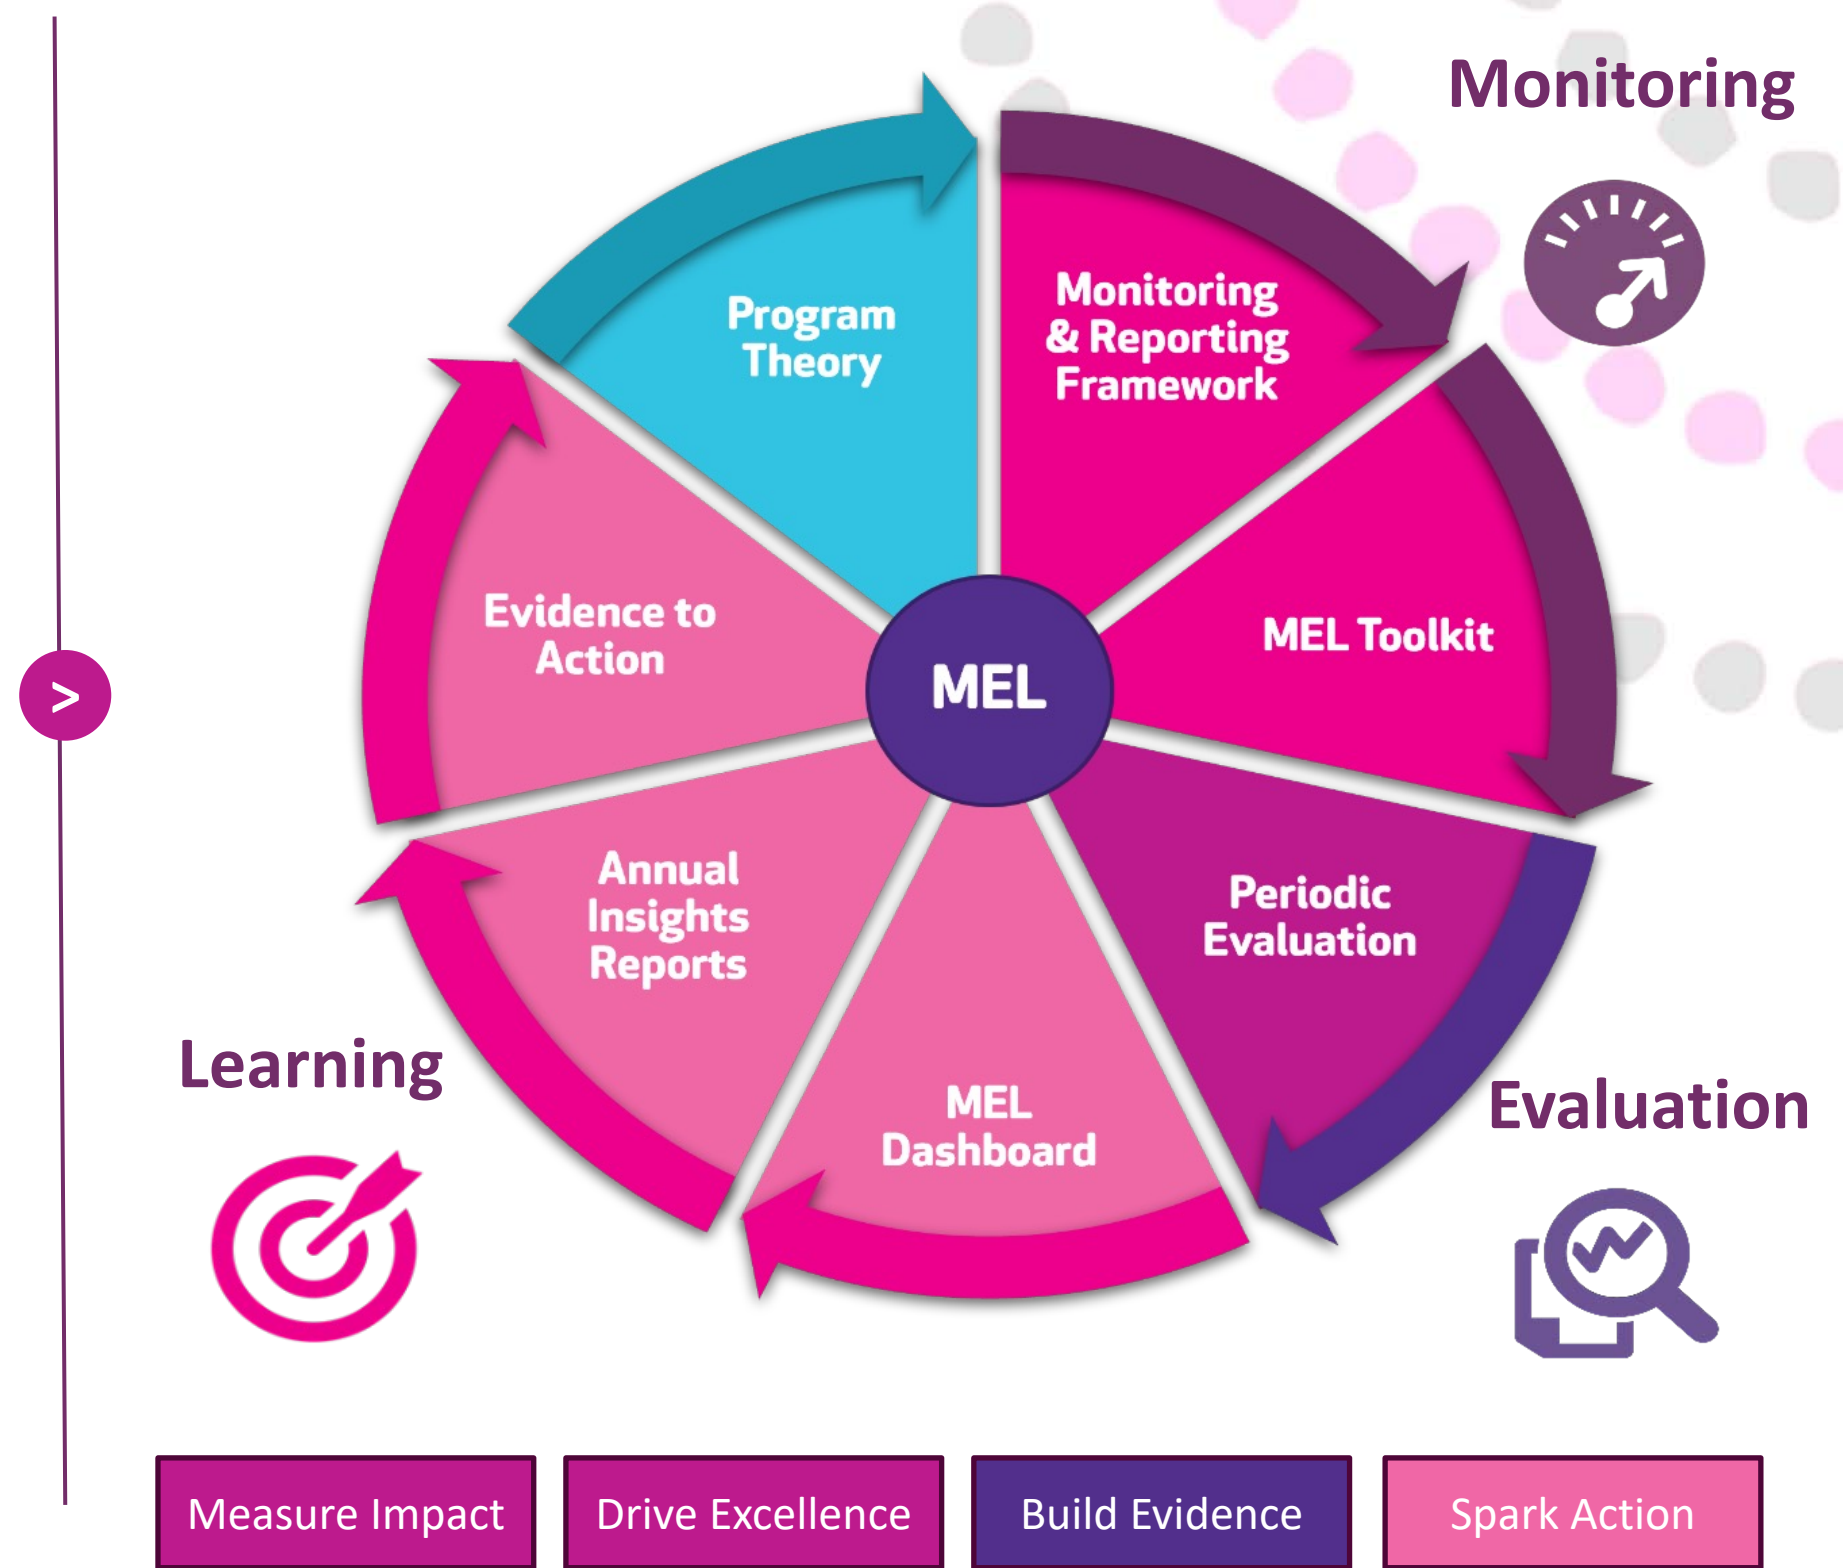 Monitoring
Program
Theory
Monitoring
& Reporting
Framework
MEL Toolkit
Evidence to
Action
MEL
>
Periodic
Evaluation
Annual
Insights
Reports
MEL
Dashboard
Learning
Evaluation
Measure Impact
Drive Excellence
Build Evidence
Spark Action